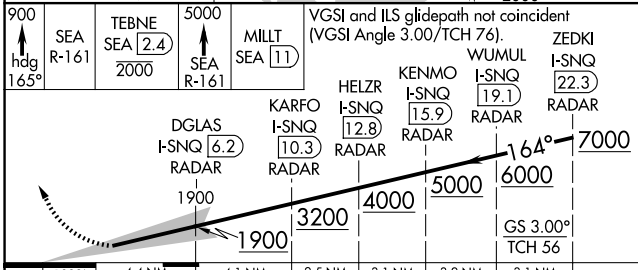 900
hdg
165°
SEA
R-161
TEBNE
SEA 2.4
2000
5000
SEA
R-161
MILLT
SEA 11
VGSI and ILS glidepath not coincident
(VGSI Angle 3.00/TCH 76).
ZEDKI
I-SNQ
22.3
RADAR
WUMUL
I-SNQ
19.1
RADAR
KENMO
I-SNQ
15.9
RADAR
HELZR
I-SNQ
12.8
RADAR
KARFO
I-SNQ
10.3
RADAR
DGLAS
I-SNQ 6.2
RADAR
1900
1900
3200
4000
5000
6000
164°
7000
GS 3.00°
TCH 56